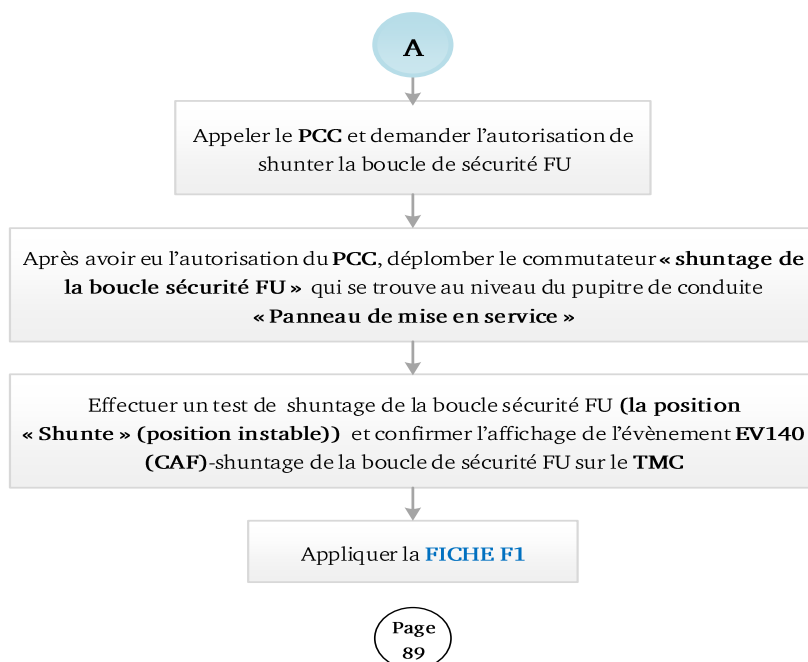 A
Appeler le PCC et demander l’autorisation de
shunter la boucle de sécurité FU
Après avoir eu l’autorisation du PCC, déplomber le commutateur « shuntage de
la boucle sécurité FU » qui se trouve au niveau du pupitre de conduite
« Panneau de mise en service »
Effectuer un test de shuntage de la boucle sécurité FU (la position
« Shunte » (position instable)) et confirmer l’affichage de l’évènement EV140
(CAF)-shuntage de la boucle de sécurité FU sur le TMC
Appliquer la FICHE F1
Page
89